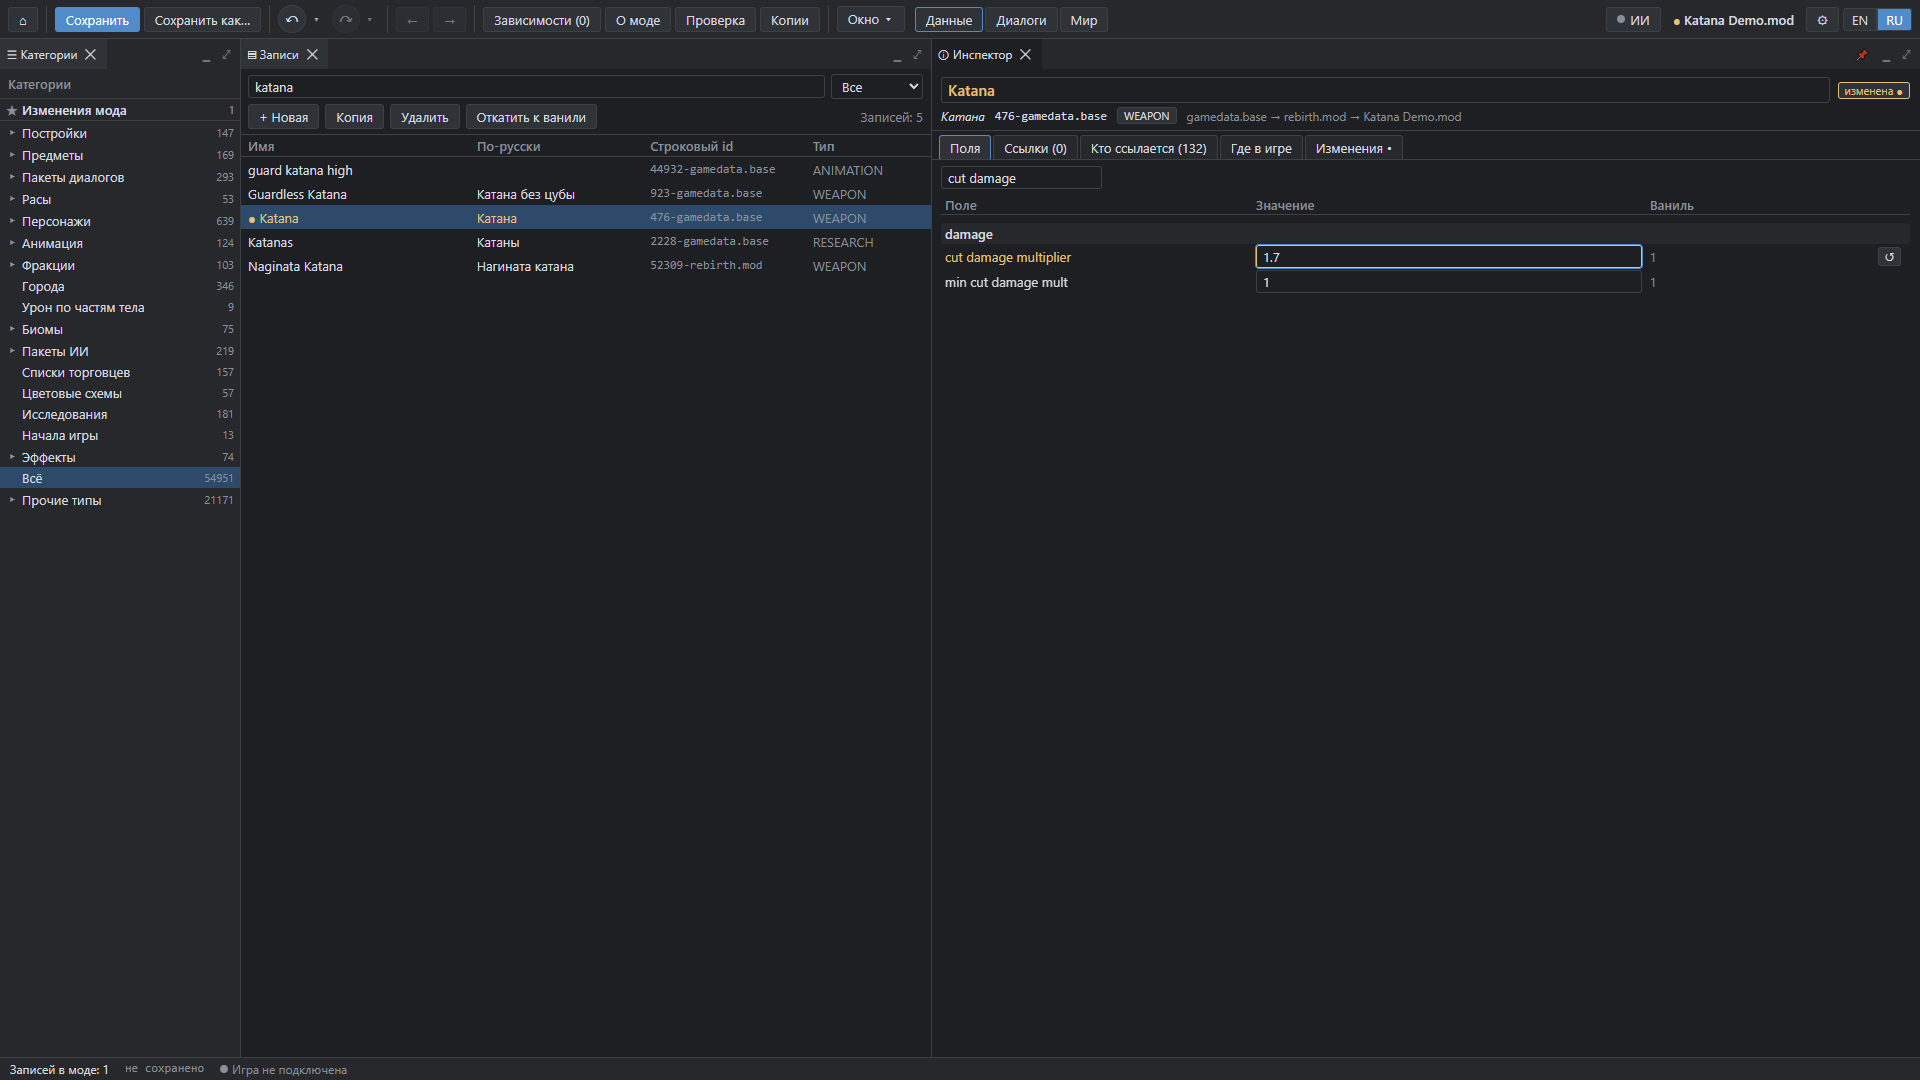 Сохранить Сохранить как... Зависимости (0) О моде Проверка Копии Окно Данные Диалоги Мир ИИ Katana Demo.mod EN RU
Категории
Категории
Изменения мода 1
Постройки 147
Предметы 169
Пакеты диалогов 293
Расы 53
Персонажи 639
Анимация 124
Фракции 103
Города 346
Урон по частям тела 9
Биомы 75
Пакеты ИИ 219
Списки торговцев 157
Цветовые схемы 57
Исследования 181
Начала игры 13
Эффекты 74
Всё 54951
Прочие типы 21171
Записи
katana Все
+ Новая Копия Удалить Откатить к ванили Записей: 5
Имя По-русски Строковый id Тип
guard katana high 44932-gamedata.base ANIMATION
Guardless Katana Катана без цубы 923-gamedata.base WEAPON
Katana Катана 476-gamedata.base WEAPON
Katanas Катаны 2228-gamedata.base RESEARCH
Naginata Katana Нагината катана 52309-rebirth.mod WEAPON
Инспектор
Katana изменена
Катана 476-gamedata.base WEAPON gamedata.base → rebirth.mod → Katana Demo.mod
Поля Ссылки (0) Кто ссылается (132) Где в игре Изменения •
cut damage
Поле Значение Ваниль
damage
cut damage multiplier 1.7 1
min cut damage mult 1 1
Записей в моде: 1 не сохранено Игра не подключена